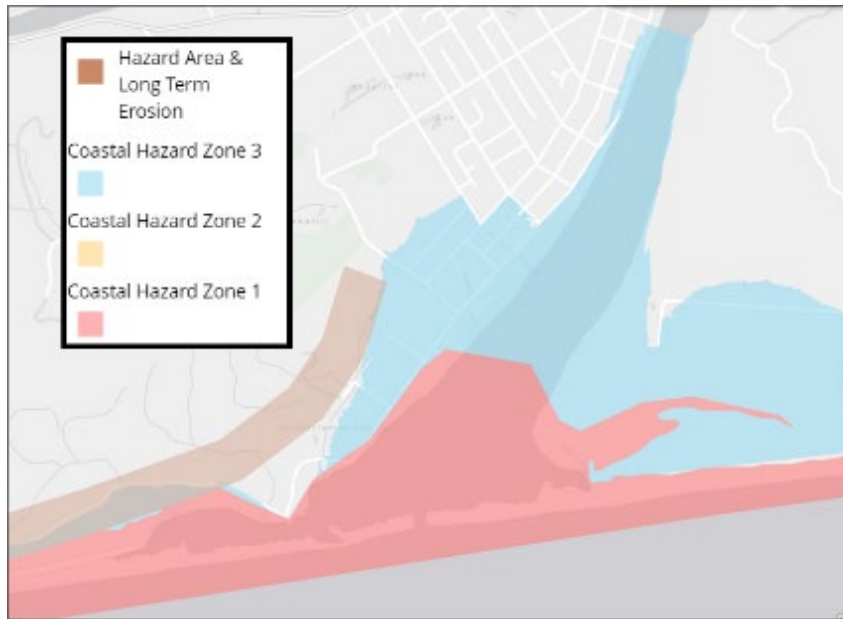 Hazard Area &
Long Term
Erosion
Coastal Hazard Zone 3
Coastal Hazard Zone 2
Coastal Hazard Zone 1